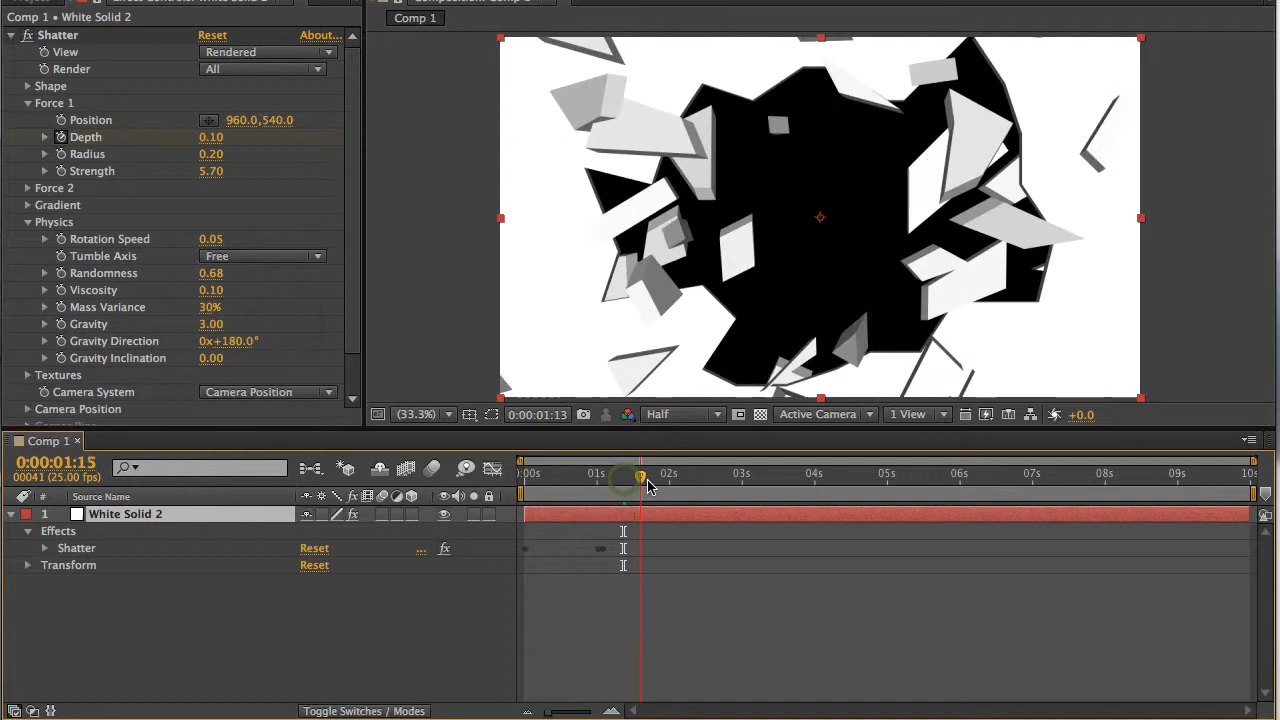 Comp 1 • White Solid 2
Shatter Reset About...
View Rendered
Render All
Shape
Force 1
Position 960.0,540.0
Depth 0.10
Radius 0.20
Strength 5.70
Force 2
Gradient
Physics
Rotation Speed 0.05
Tumble Axis Free
Randomness 0.68
Viscosity 0.10
Mass Variance 30%
Gravity 3.00
Gravity Direction 0x+180.0°
Gravity Inclination 0.00
Textures
Camera System Camera Position
Camera Position
Comp 1
(33.3%) 0:00:01:13 Half Active Camera 1 View +0.0
Comp 1 ×
0:00:01:15
00041 (25.00 fps)
:00s 01s 02s 03s 04s 05s 06s 07s 08s 09s 10s
# Source Name
1 White Solid 2
Effects
Shatter Reset ...
Transform Reset
Toggle Switches / Modes